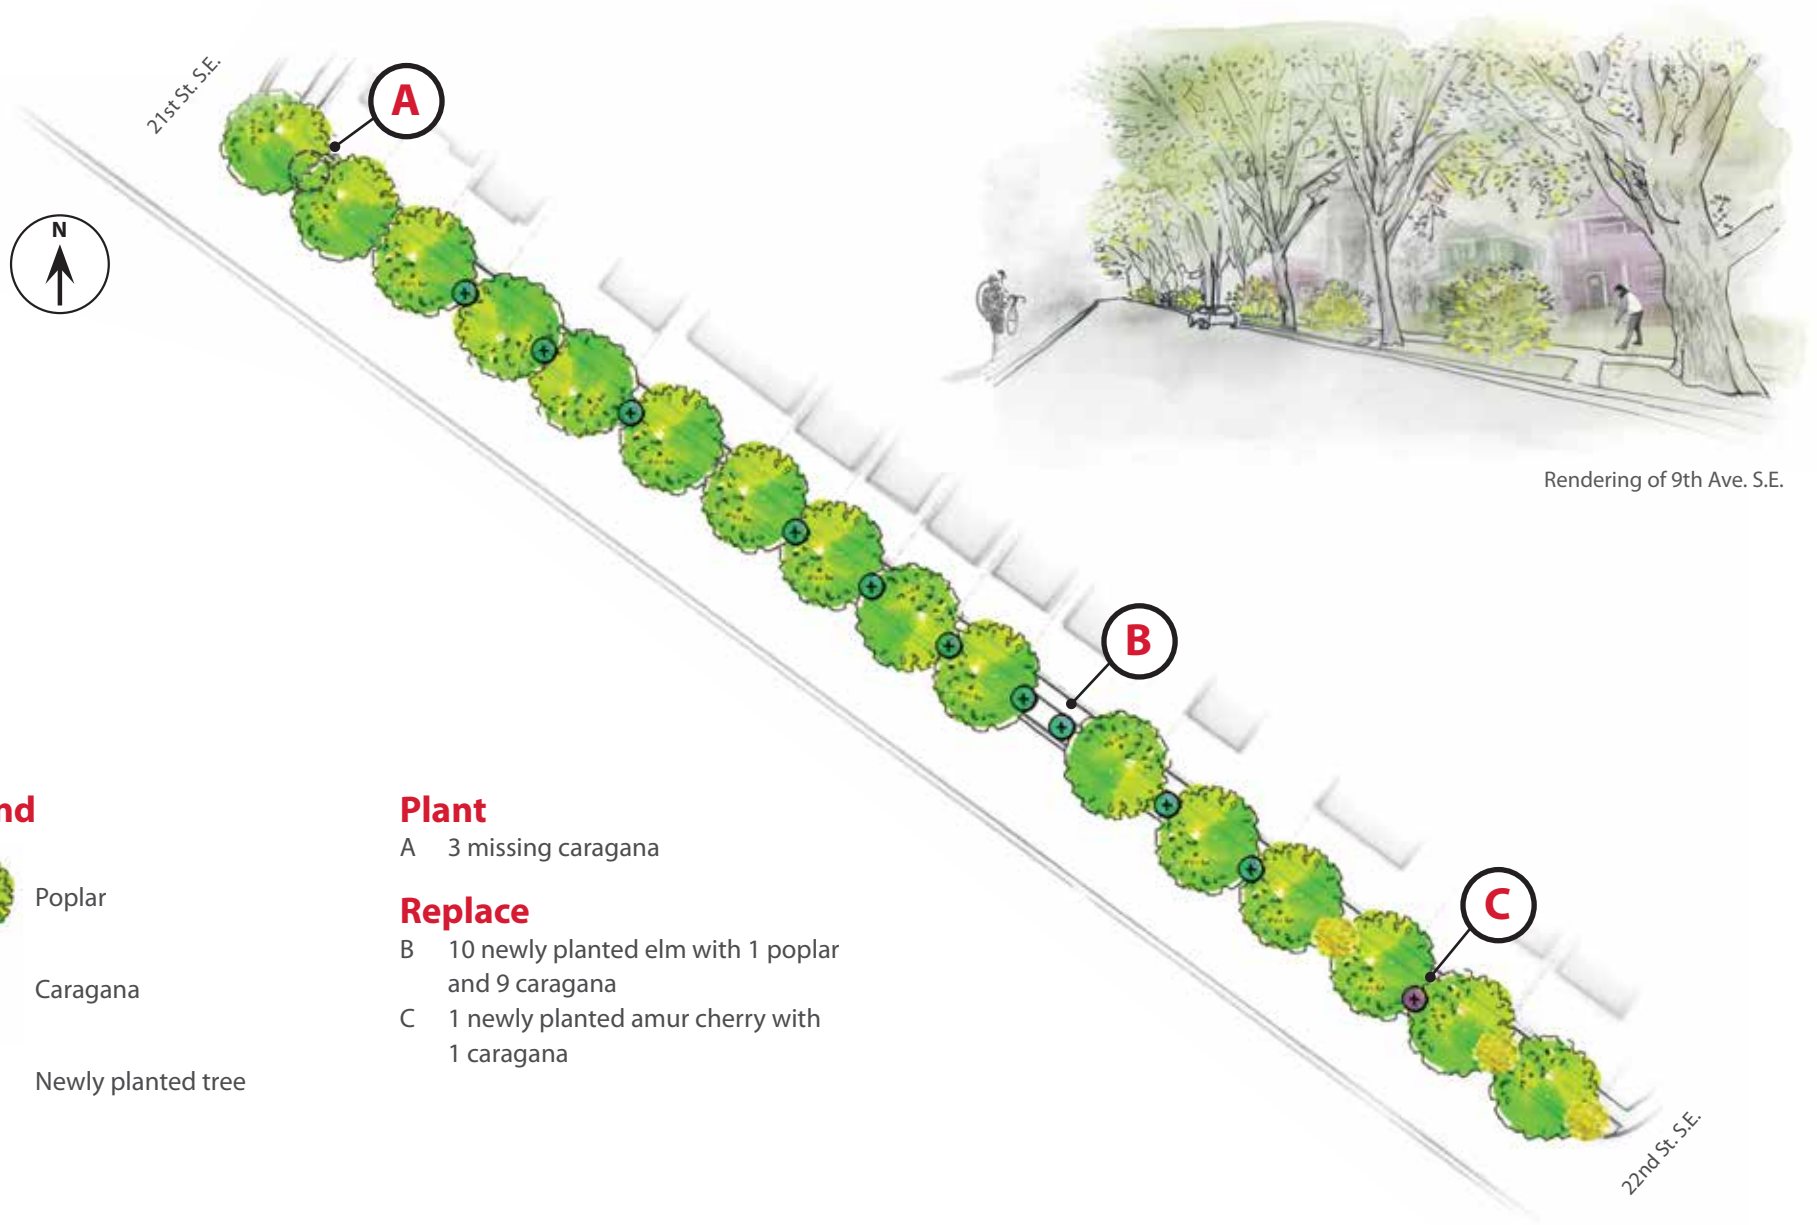 21st St. S.E.
A
N
Rendering of 9th Ave. S.E.
B
C
nd
Poplar
Caragana
Newly planted tree
Plant
A 3 missing caragana
Replace
B 10 newly planted elm with 1 poplar
and 9 caragana
C 1 newly planted amur cherry with
1 caragana
22nd St. S.E.